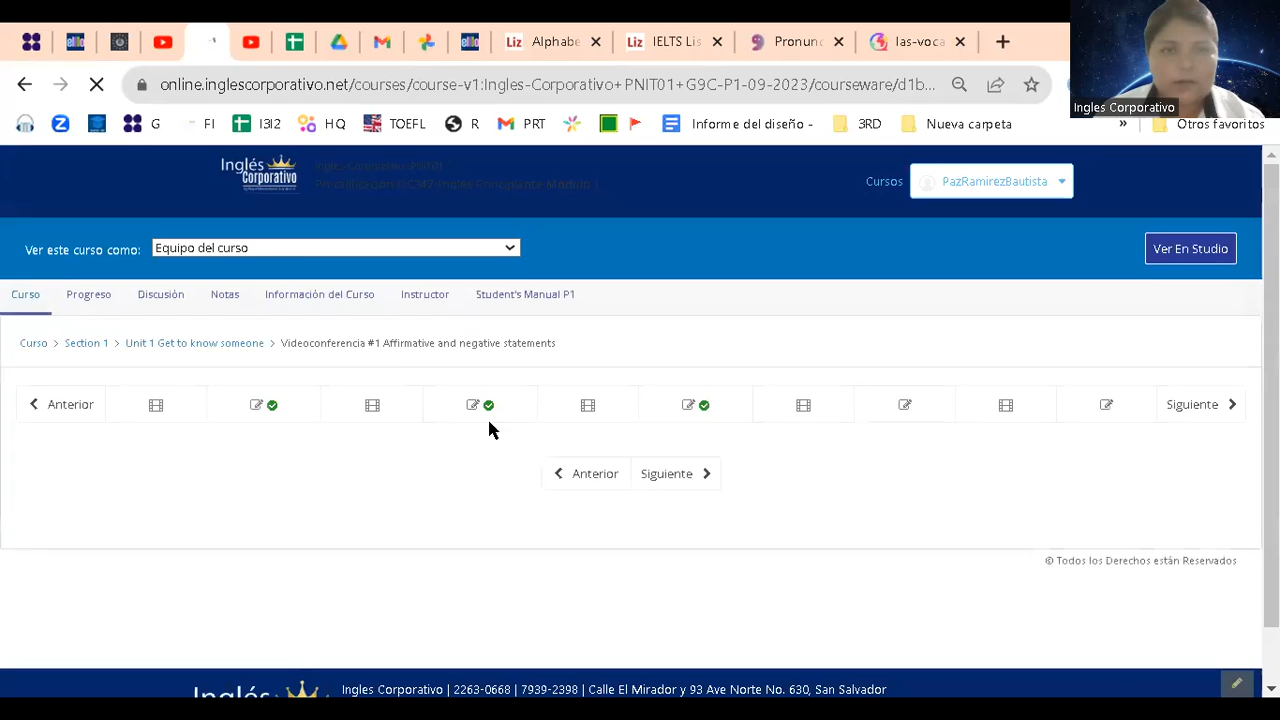 Alphabe
IELTS Lis
Pronunc
las-voca
Ingles Corporativo
online.inglescorporativo.net/courses/course-v1:Ingles-Corporativo+PNIT01+G9C-P1-09-2023/courseware/d1b...
G
FI
I3I2
HQ
TOEFL
R
PRT
Informe del diseño -
3RD
Nueva carpeta
»
Otros favoritos
Inglés
Corporativo
Ingles-Corporativo: PNIT01
Cursos
PazRamirezBautista
Ver este curso como:
Equipo del curso
Ver En Studio
Curso
Progreso
Discusión
Notas
Información del Curso
Instructor
Student's Manual P1
Curso > Section 1 > Unit 1 Get to know someone > Videoconferencia #1 Affirmative and negative statements
Anterior
Siguiente
Anterior
Siguiente
© Todos los Derechos están Reservados
Inglés
Ingles Corporativo | 2263-0668 | 7939-2398 | Calle El Mirador y 93 Ave Norte No. 630, San Salvador